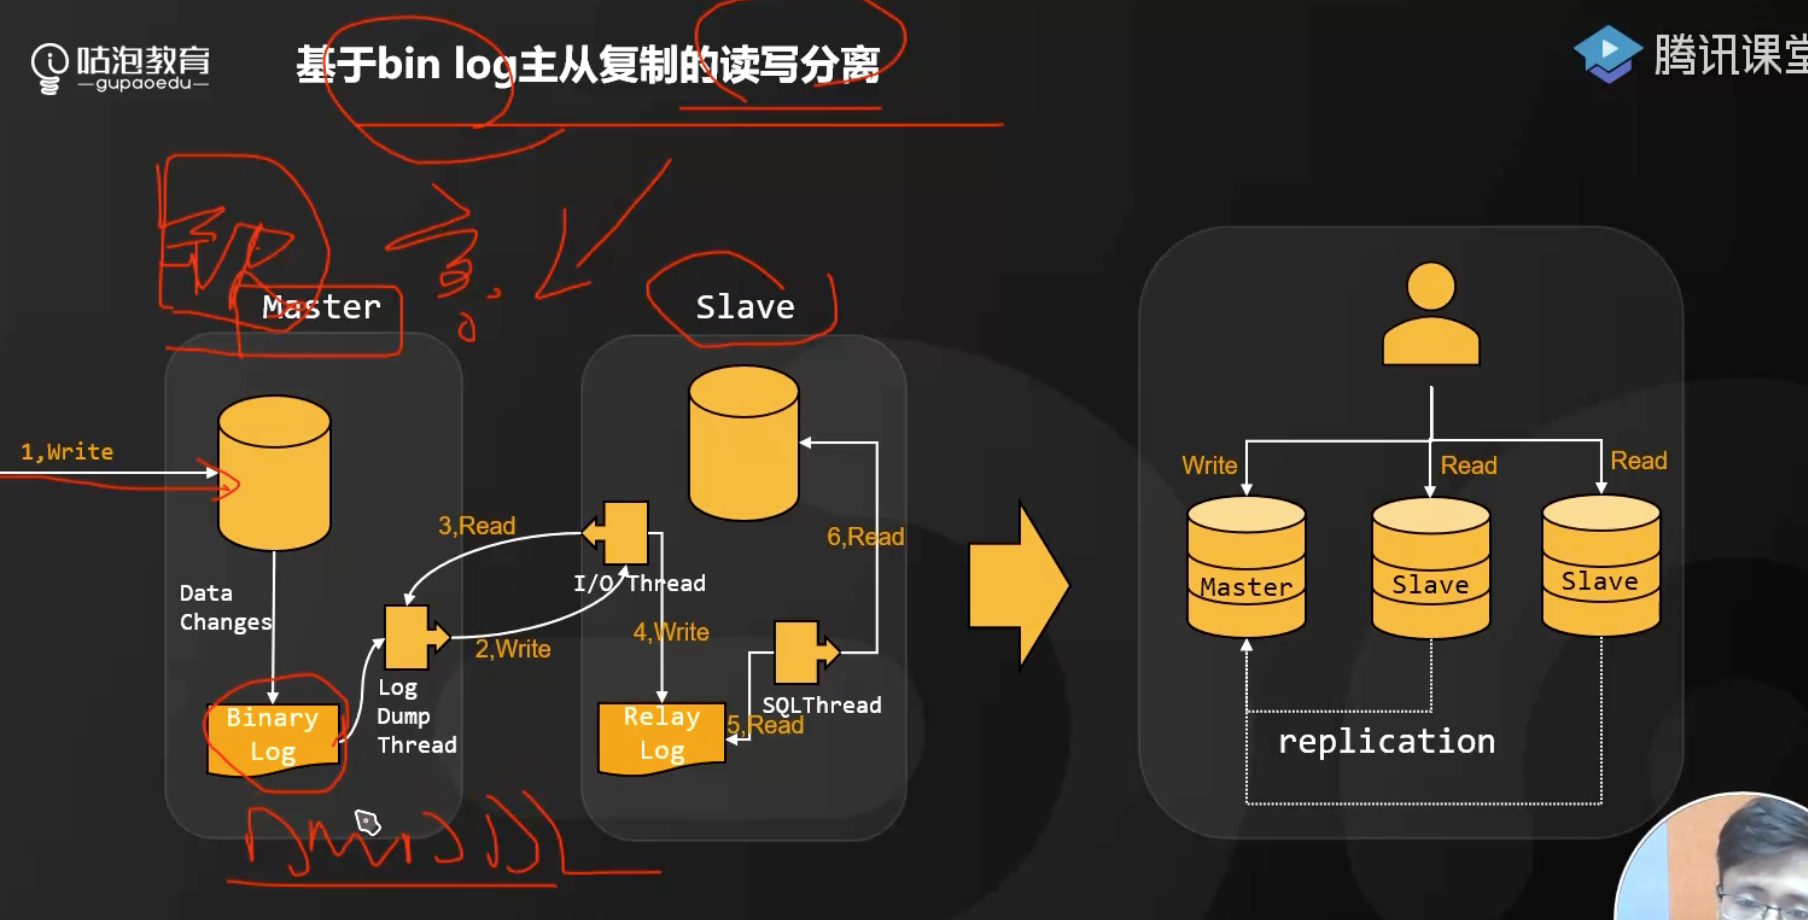 咕泡教育
gupaoedu
基于bin log主从复制的读写分离
腾讯课堂
Master
Slave
1,Write
3,Read
6,Read
I/O Thread
Data
Changes
2,Write
4,Write
Log
Dump
Thread
SQLThread
5,Read
Binary
Log
Relay
Log
Write
Read
Read
Master
Slave
Slave
replication